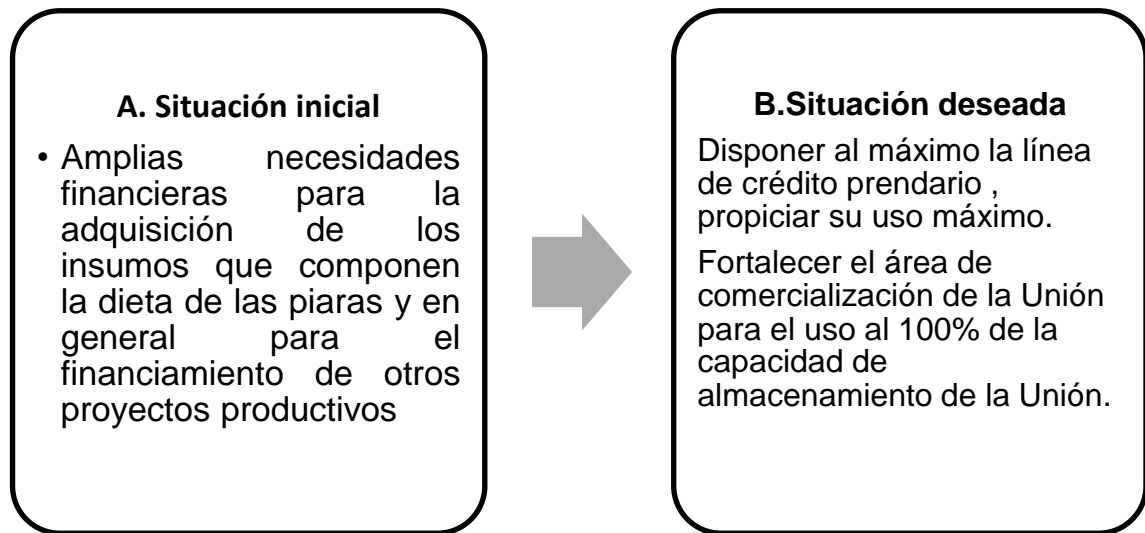 A. Situación inicial
• Amplias necesidades
financieras para la
adquisición de los
insumos que componen
la dieta de las piaras y en
general para el
financiamiento de otros
proyectos productivos
B.Situación deseada
Disponer al máximo la línea
de crédito prendario ,
propiciar su uso máximo.
Fortalecer el área de
comercialización de la Unión
para el uso al 100% de la
capacidad de
almacenamiento de la Unión.